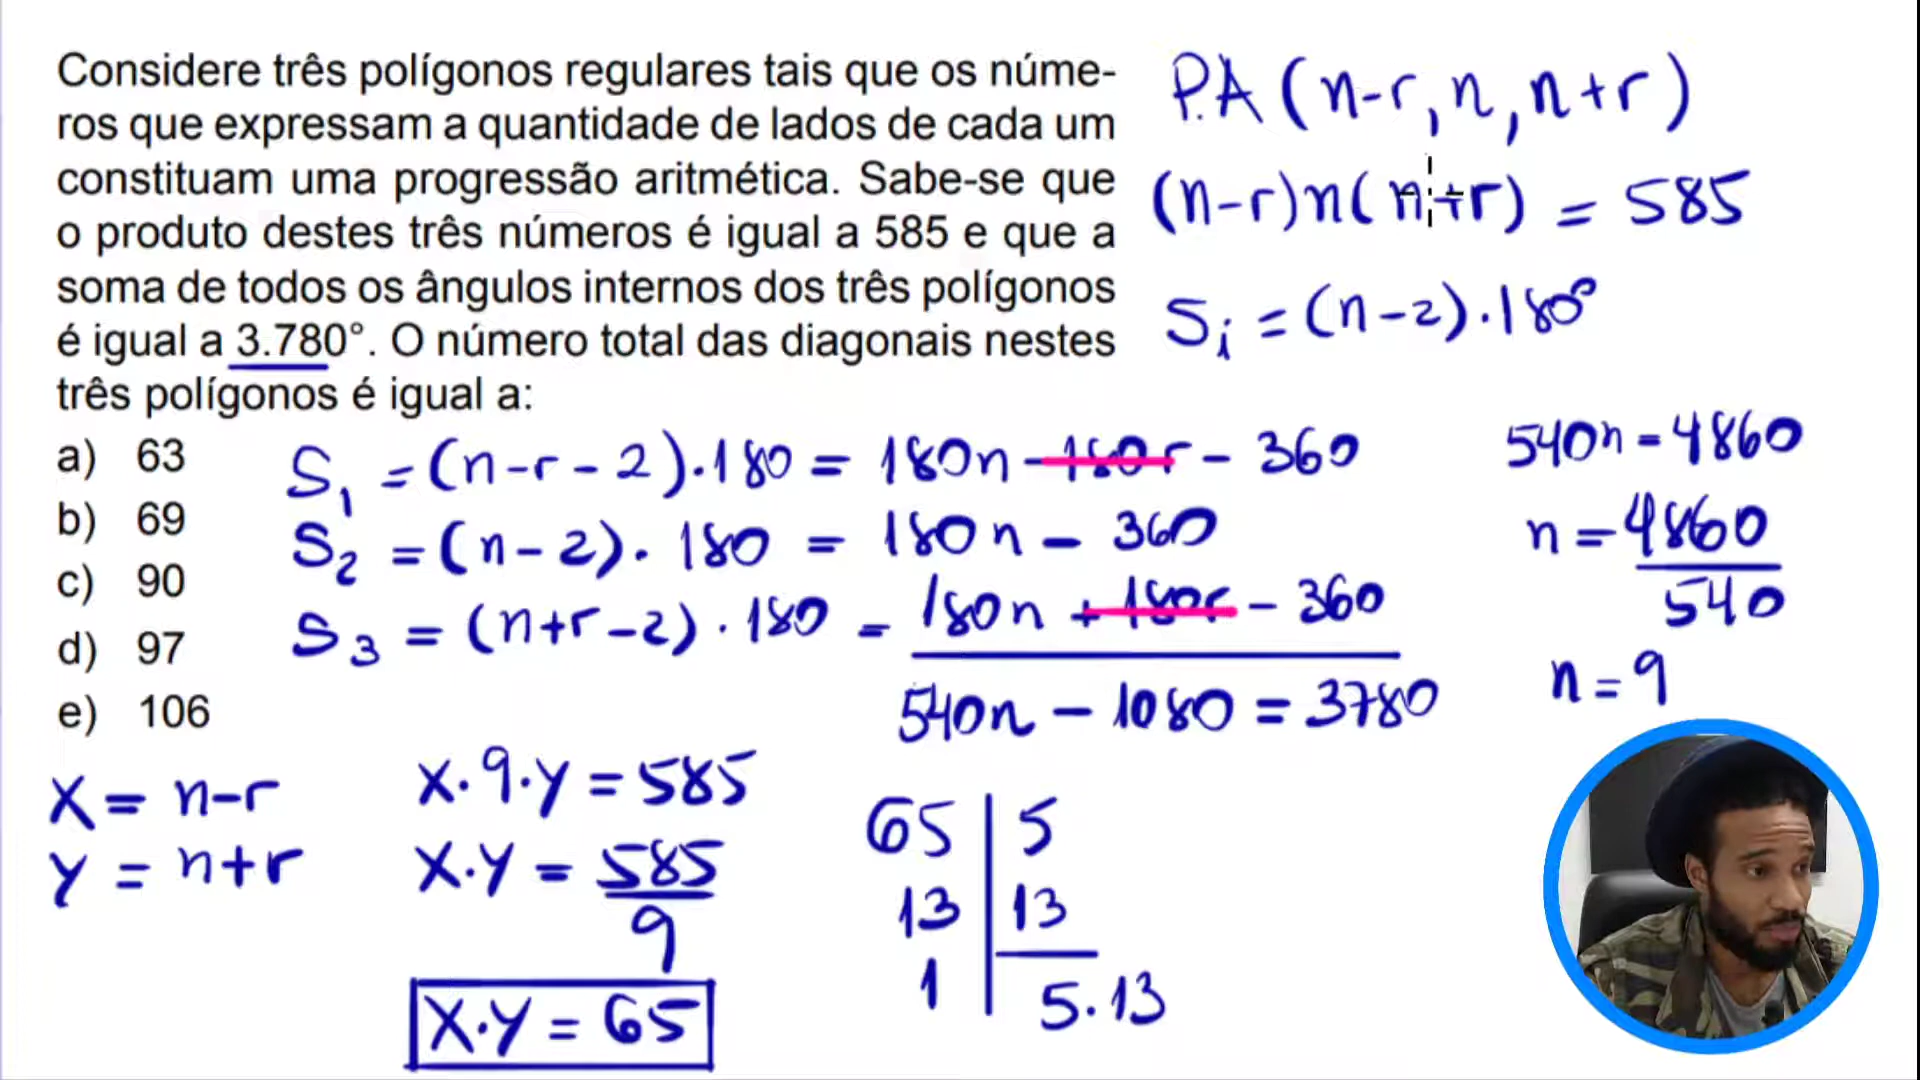 Considere três polígonos regulares tais que os núme-
ros que expressam a quantidade de lados de cada um
constituam uma progressão aritmética. Sabe-se que
o produto destes três números é igual a 585 e que a
soma de todos os ângulos internos dos três polígonos
é igual a 3.780°. O número total das diagonais nestes
três polígonos é igual a:
a) 63
b) 69
c) 90
d) 97
e) 106
P.A (n-r, n, n+r)
(n-r)n(n+r) = 585
Si = (n-2).180°
S1 = (n-r-2).180 = 180n - 180r - 360
S2 = (n-2). 180 = 180n - 360
S3 = (n+r-2).180 = 180n + 180r - 360
540n - 1080 = 3780
540n = 4860
n = 4860
540
n = 9
X = n-r
Y = n+r
X.9.Y = 585
X.Y = 585
9
X.Y = 65
65 | 5
13 | 13
1
5.13